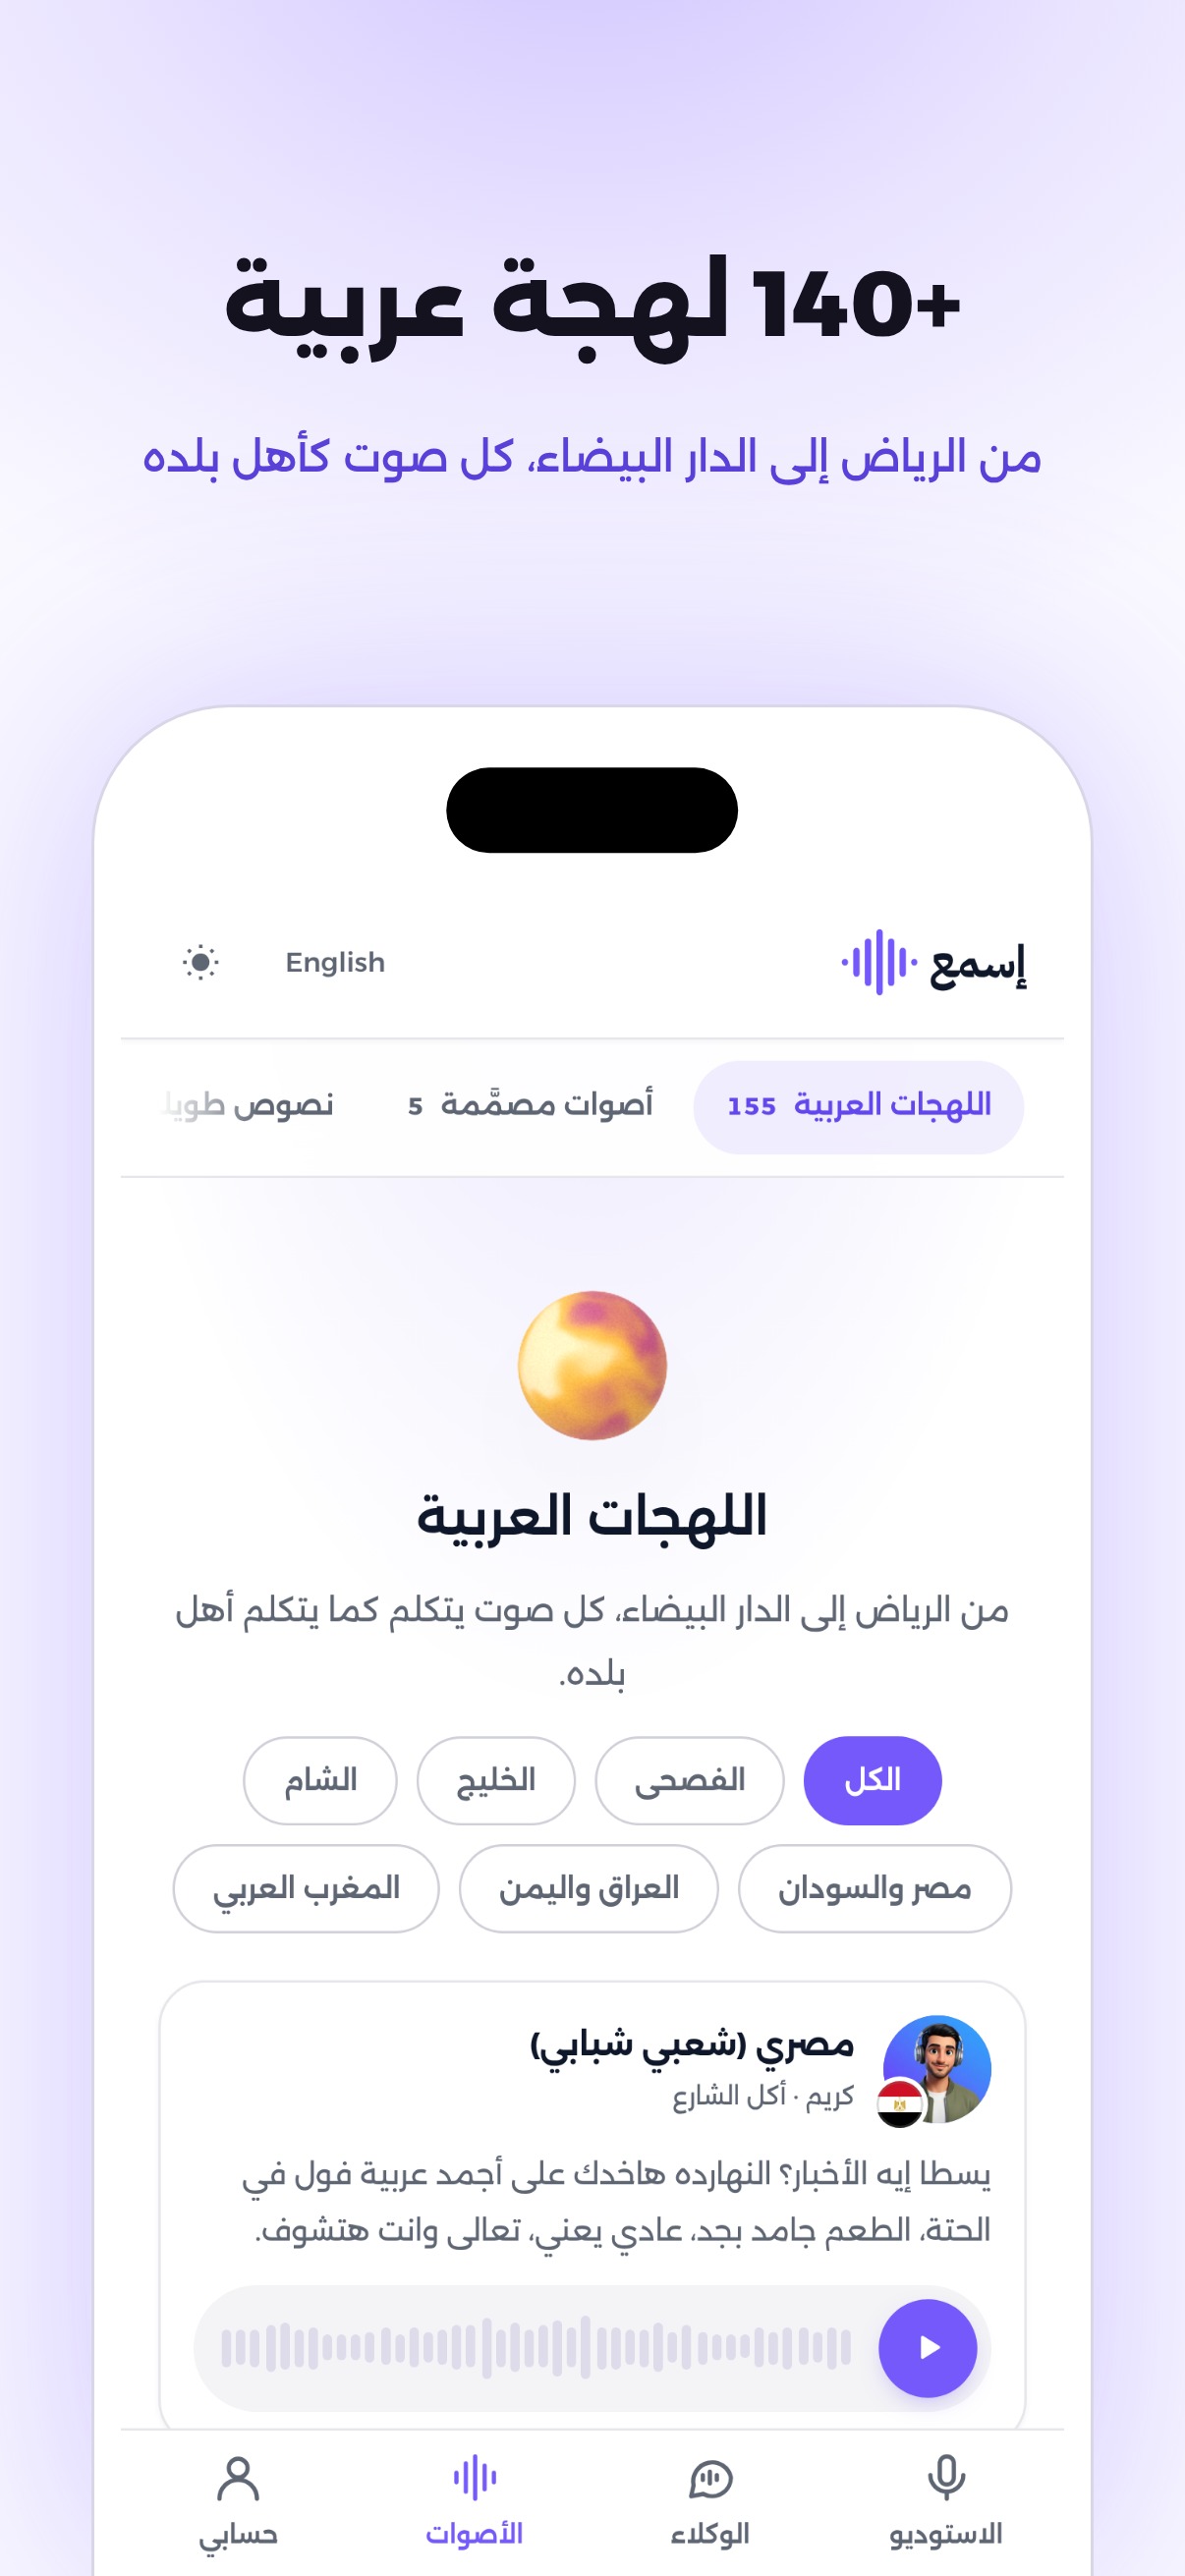 +140 لهجة عربية
من الرياض إلى الدار البيضاء، كل صوت كأهل بلده
إسمع
English
اللهجات العربية 155
أصوات مصمَّمة 5
نصوص طويل
اللهجات العربية
من الرياض إلى الدار البيضاء، كل صوت يتكلم كما يتكلم أهل
بلده.
الكل
الفصحى
الخليج
الشام
مصر والسودان
العراق واليمن
المغرب العربي
مصري (شعبي شبابي)
كريم · أكل الشارع
يسطا إيه الأخبار؟ النهارده هاخدك على أجمد عربية فول في
الحتة، الطعم جامد بجد، عادي يعني، تعالى وانت هتشوف.
الاستوديو
الوكلاء
الأصوات
حسابي